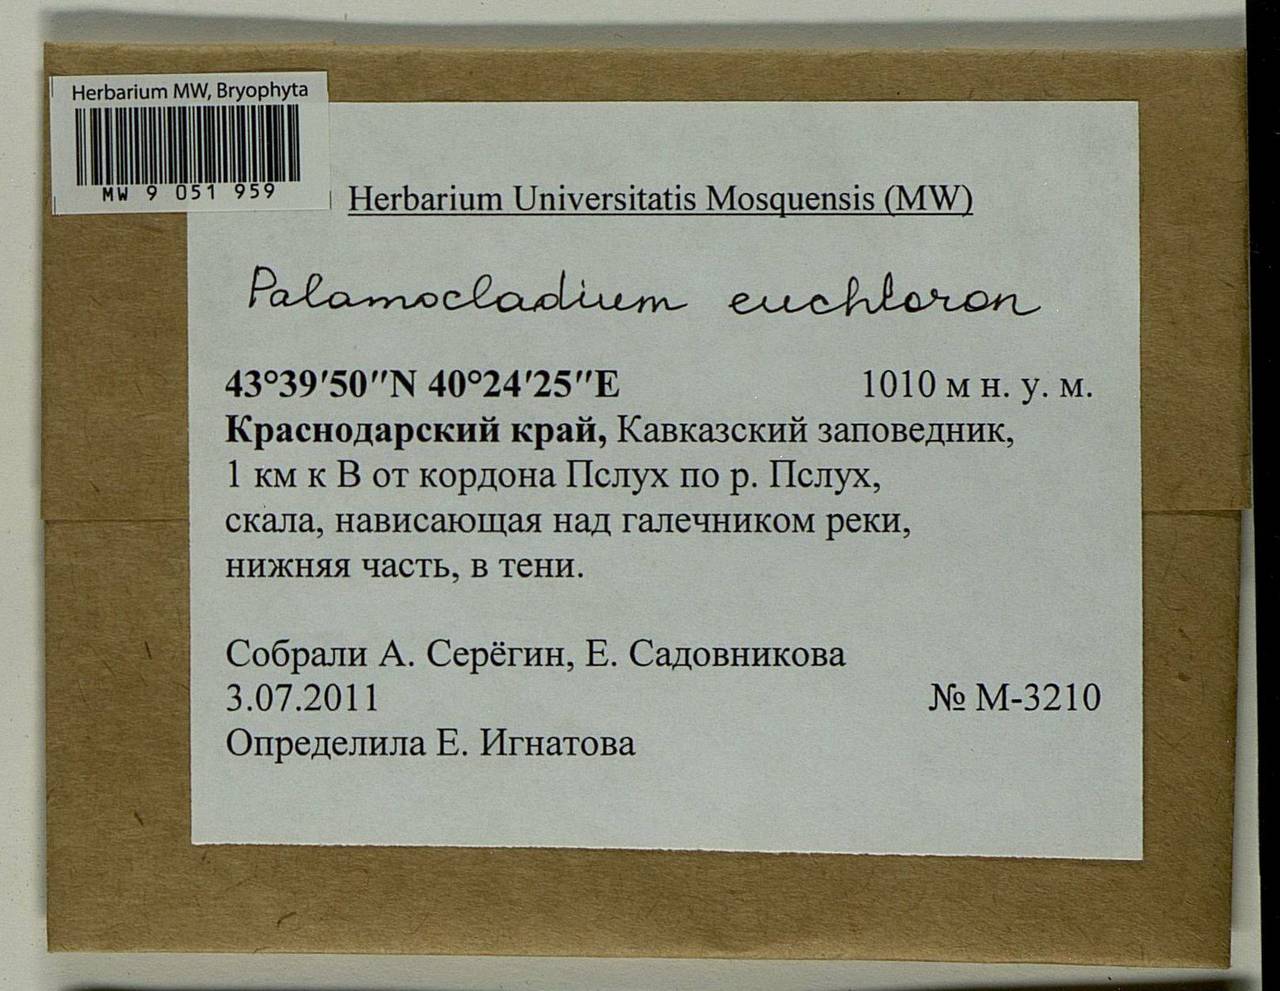 Herbarium MW, Bryophyta
MW 9 051 959
Herbarium Universitatis Mosquensis (MW)
Palamocladium euchloron
43°39′50″N 40°24′25″E 1010 м н. у. м.
Краснодарский край, Кавказский заповедник,
1 км к В от кордона Пслух по р. Пслух,
скала, нависающая над галечником реки,
нижняя часть, в тени.
Собрали А. Серёгин, Е. Садовникова
3.07.2011 № М-3210
Определила Е. Игнатова